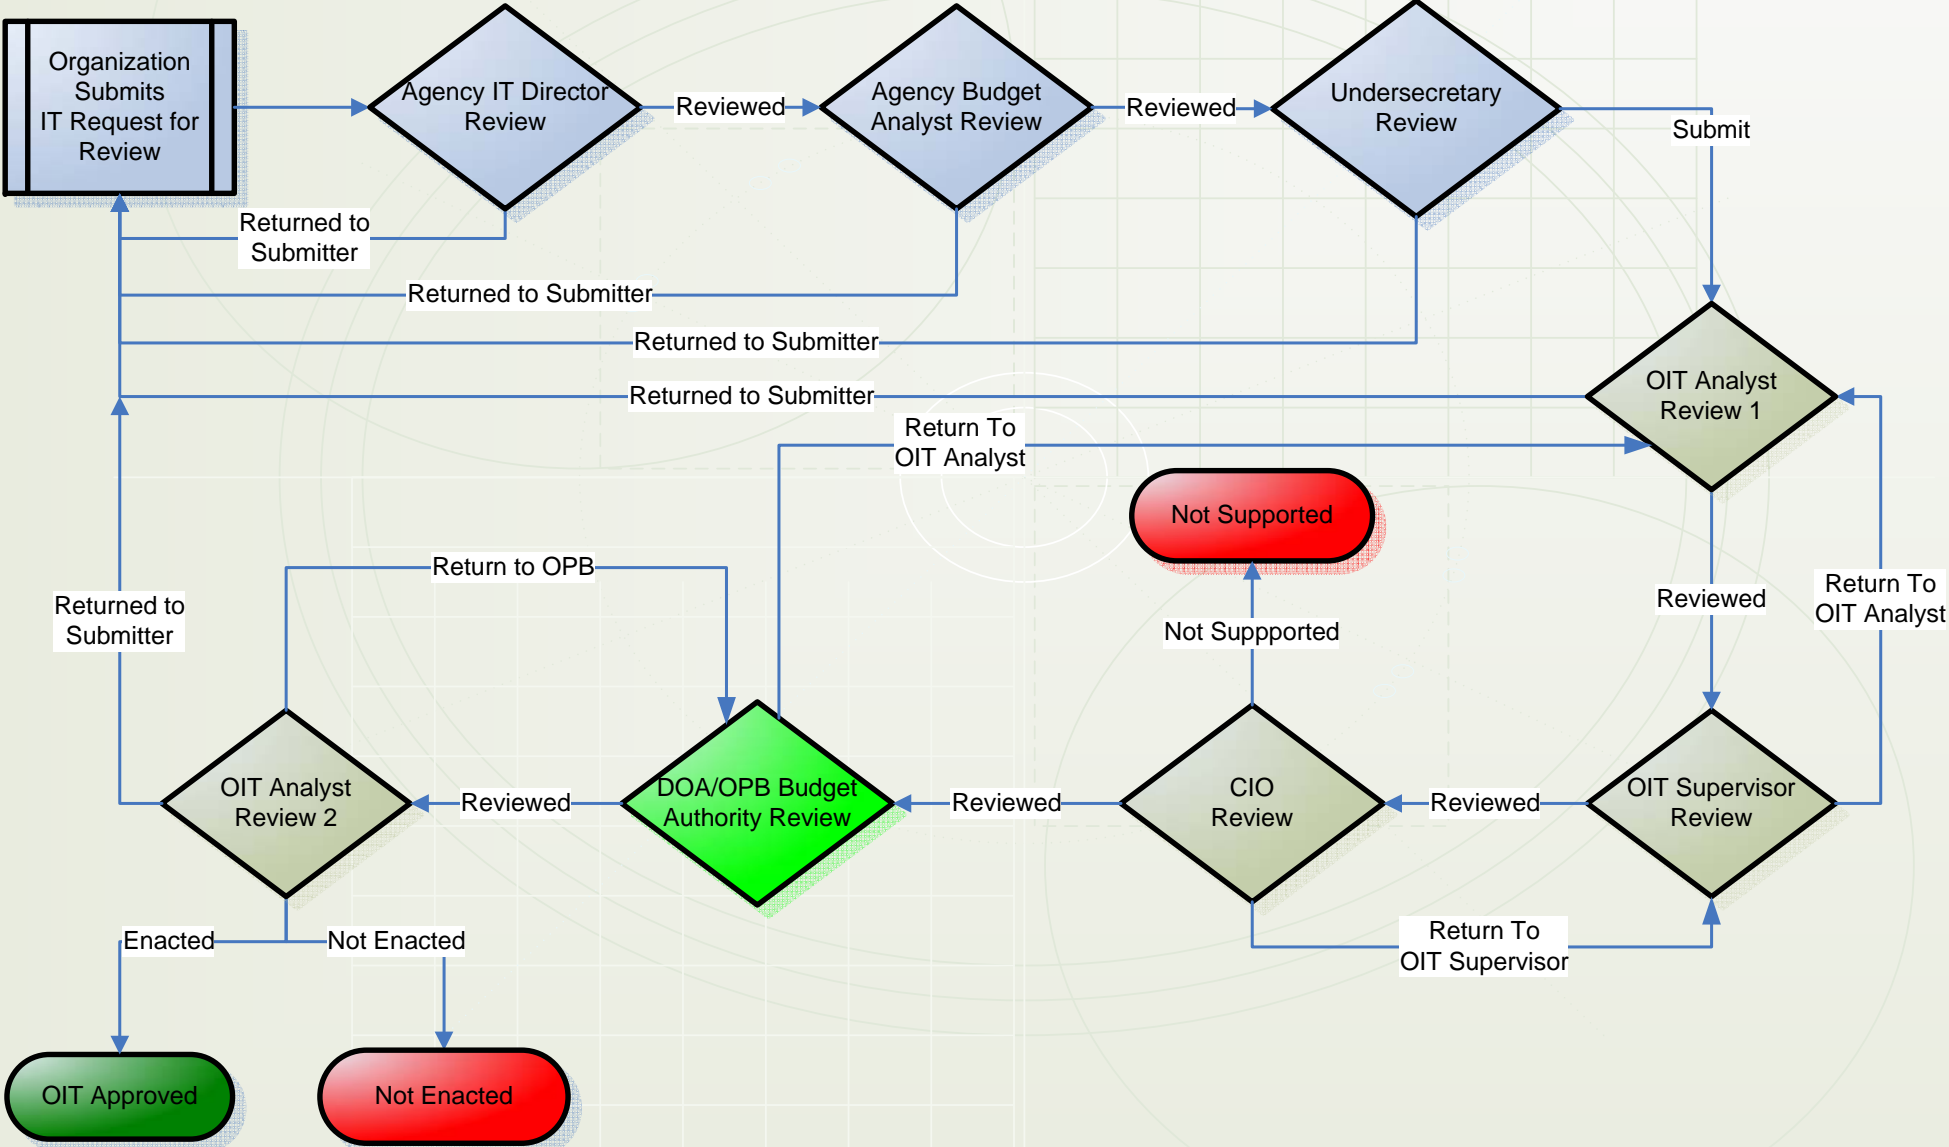 Organization
Submits
IT Request for
Review
Agency IT Director
Review
Reviewed
Agency Budget
Analyst Review
Reviewed
Undersecretary
Review
Submit
Returned to
Submitter
Returned to Submitter
Returned to Submitter
Returned to Submitter
OIT Analyst
Review 1
Return To
OIT Analyst
Not Supported
Return to OPB
Returned to
Submitter
Not Suppported
Reviewed
Return To
OIT Analyst
OIT Analyst
Review 2
Reviewed
DOA/OPB Budget
Authority Review
Reviewed
CIO
Review
Reviewed
OIT Supervisor
Review
Enacted
Not Enacted
Return To
OIT Supervisor
OIT Approved
Not Enacted